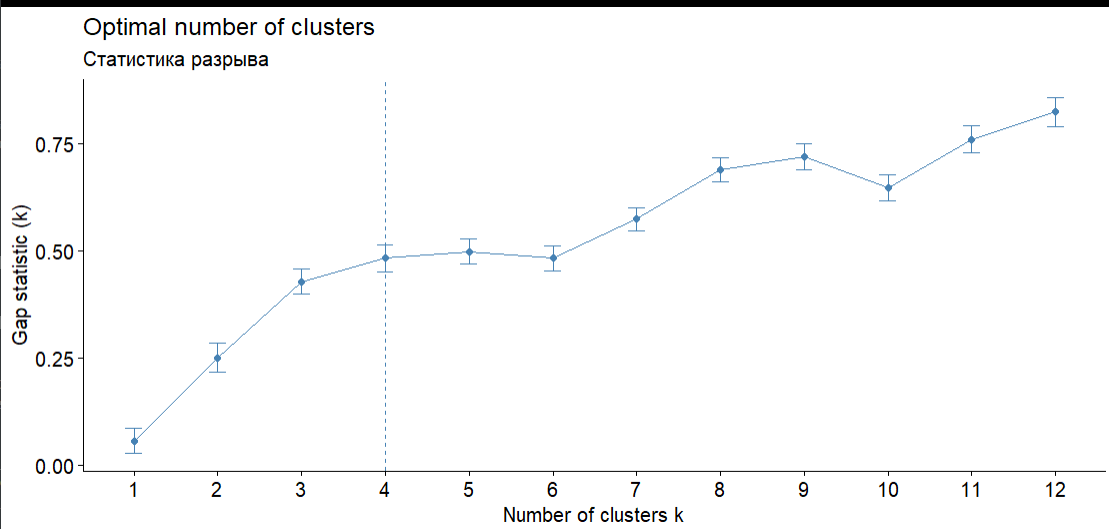 Optimal number of clusters
Статистика разрыва
Gap statistic (k)
0.75
0.50
0.25
0.00
1 2 3 4 5 6 7 8 9 10 11 12
Number of clusters k